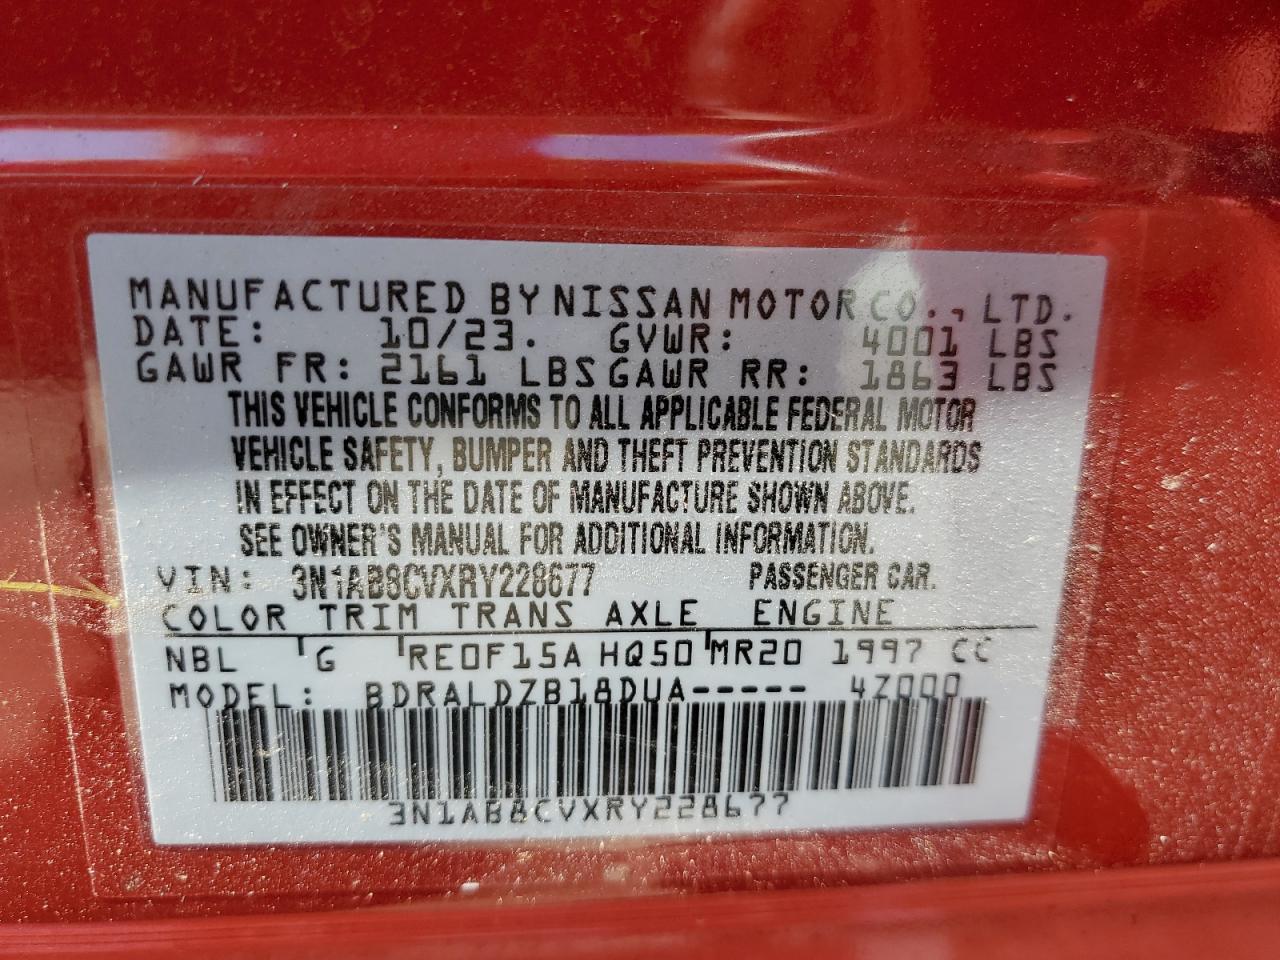 MANUFACTURED BY NISSAN MOTOR CO., LTD.
DATE: 10/23. GVWR: 4001 LBS
GAWR FR: 2161 LBS GAWR RR: 1863 LBS
THIS VEHICLE CONFORMS TO ALL APPLICABLE FEDERAL MOTOR
VEHICLE SAFETY, BUMPER AND THEFT PREVENTION STANDARDS
IN EFFECT ON THE DATE OF MANUFACTURE SHOWN ABOVE.
SEE OWNER'S MANUAL FOR ADDITIONAL INFORMATION.
VIN: 3N1AB8CVXRY228677 PASSENGER CAR.
COLOR TRIM TRANS AXLE ENGINE
NBL G RE0F15A HQ50 MR20 1997 CC
MODEL: BDRALDZB18DUA----- 4Z000
3N1AB8CVXRY228677